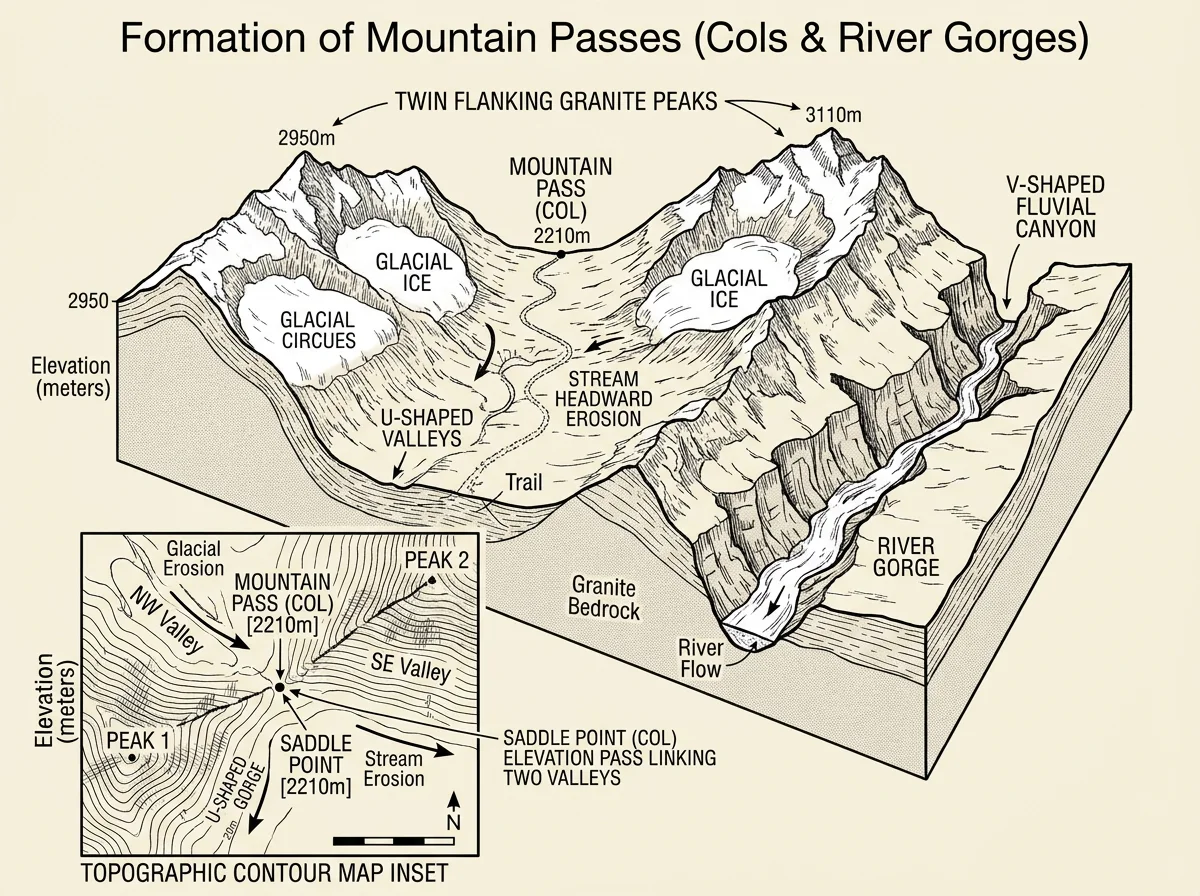 Formation of Mountain Passes (Cols & River Gorges)
TWIN FLANKING GRANITE PEAKS
2950m
3110m
MOUNTAIN
PASS
(COL)
2210m
V-SHAPED
FLUVIAL
CANYON
GLACIAL
ICE
GLACIAL
ICE
GLACIAL
CIRCUES
2950
Elevation
(meters)
STREAM
HEADWARD
EROSION
U-SHAPED
VALLEYS
Trail
RIVER
GORGE
Granite
Bedrock
River
Flow
Glacial
Erosion
MOUNTAIN
PASS (COL)
[2210m]
PEAK 2
NW Valley
SE Valley
Elevation
(meters)
PEAK 1
SADDLE
POINT
[2210m]
Stream
Erosion
U-SHAPED
GORGE
20m
N
SADDLE POINT (COL)
ELEVATION PASS LINKING
TWO VALLEYS
TOPOGRAPHIC CONTOUR MAP INSET